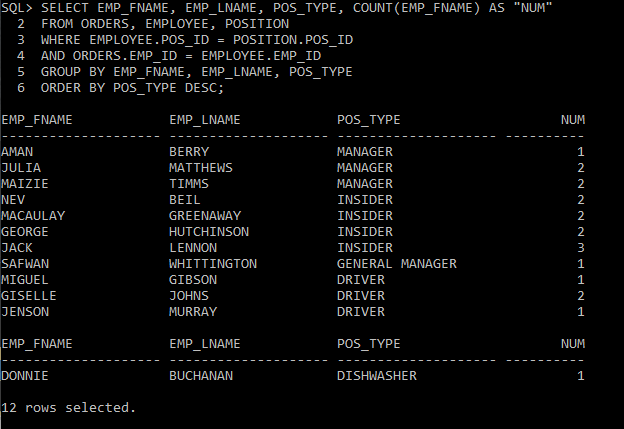 SQL> SELECT EMP_FNAME, EMP_LNAME, POS_TYPE, COUNT(EMP_FNAME) AS "NUM"
  2  FROM ORDERS, EMPLOYEE, POSITION
  3  WHERE EMPLOYEE.POS_ID = POSITION.POS_ID
  4  AND ORDERS.EMP_ID = EMPLOYEE.EMP_ID
  5  GROUP BY EMP_FNAME, EMP_LNAME, POS_TYPE
  6  ORDER BY POS_TYPE DESC;
EMP_FNAME            EMP_LNAME            POS_TYPE                    NUM
-------------------- -------------------- -------------------- ----------
AMAN                 BERRY                MANAGER                       1
JULIA                MATTHEWS             MANAGER                       2
MAIZIE               TIMMS                MANAGER                       2
NEV                  BEIL                 INSIDER                       2
MACAULAY             GREENAWAY            INSIDER                       2
GEORGE               HUTCHINSON           INSIDER                       2
JACK                 LENNON               INSIDER                       3
SAFWAN               WHITTINGTON          GENERAL MANAGER               1
MIGUEL               GIBSON               DRIVER                        1
GISELLE              JOHNS                DRIVER                        2
JENSON               MURRAY               DRIVER                        1
EMP_FNAME            EMP_LNAME            POS_TYPE                    NUM
-------------------- -------------------- -------------------- ----------
DONNIE               BUCHANAN             DISHWASHER                    1
12 rows selected.